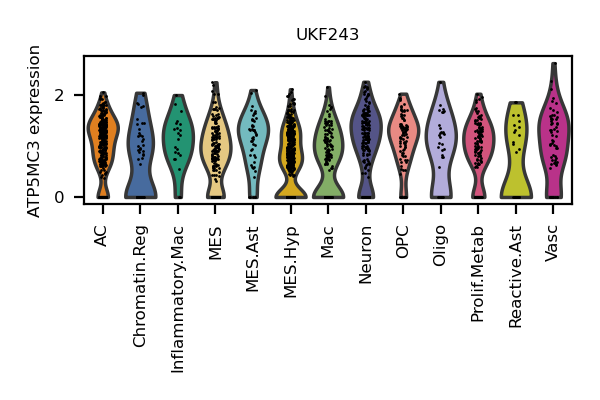 UKF243
ATP5MC3 expression
2
0
AC
Chromatin.Reg
Inflammatory.Mac
MES
MES.Ast
MES.Hyp
Mac
Neuron
OPC
Oligo
Prolif.Metab
Reactive.Ast
Vasc